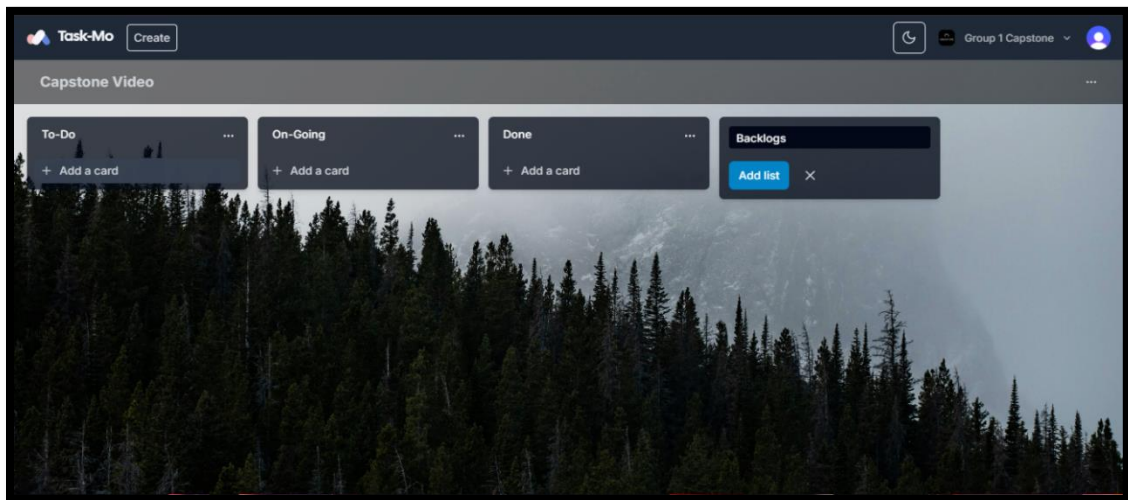 Task-Mo
Create
Group 1 Capstone
Capstone Video
To-Do
+ Add a card
On-Going
+ Add a card
Done
+ Add a card
Backlogs
Add list